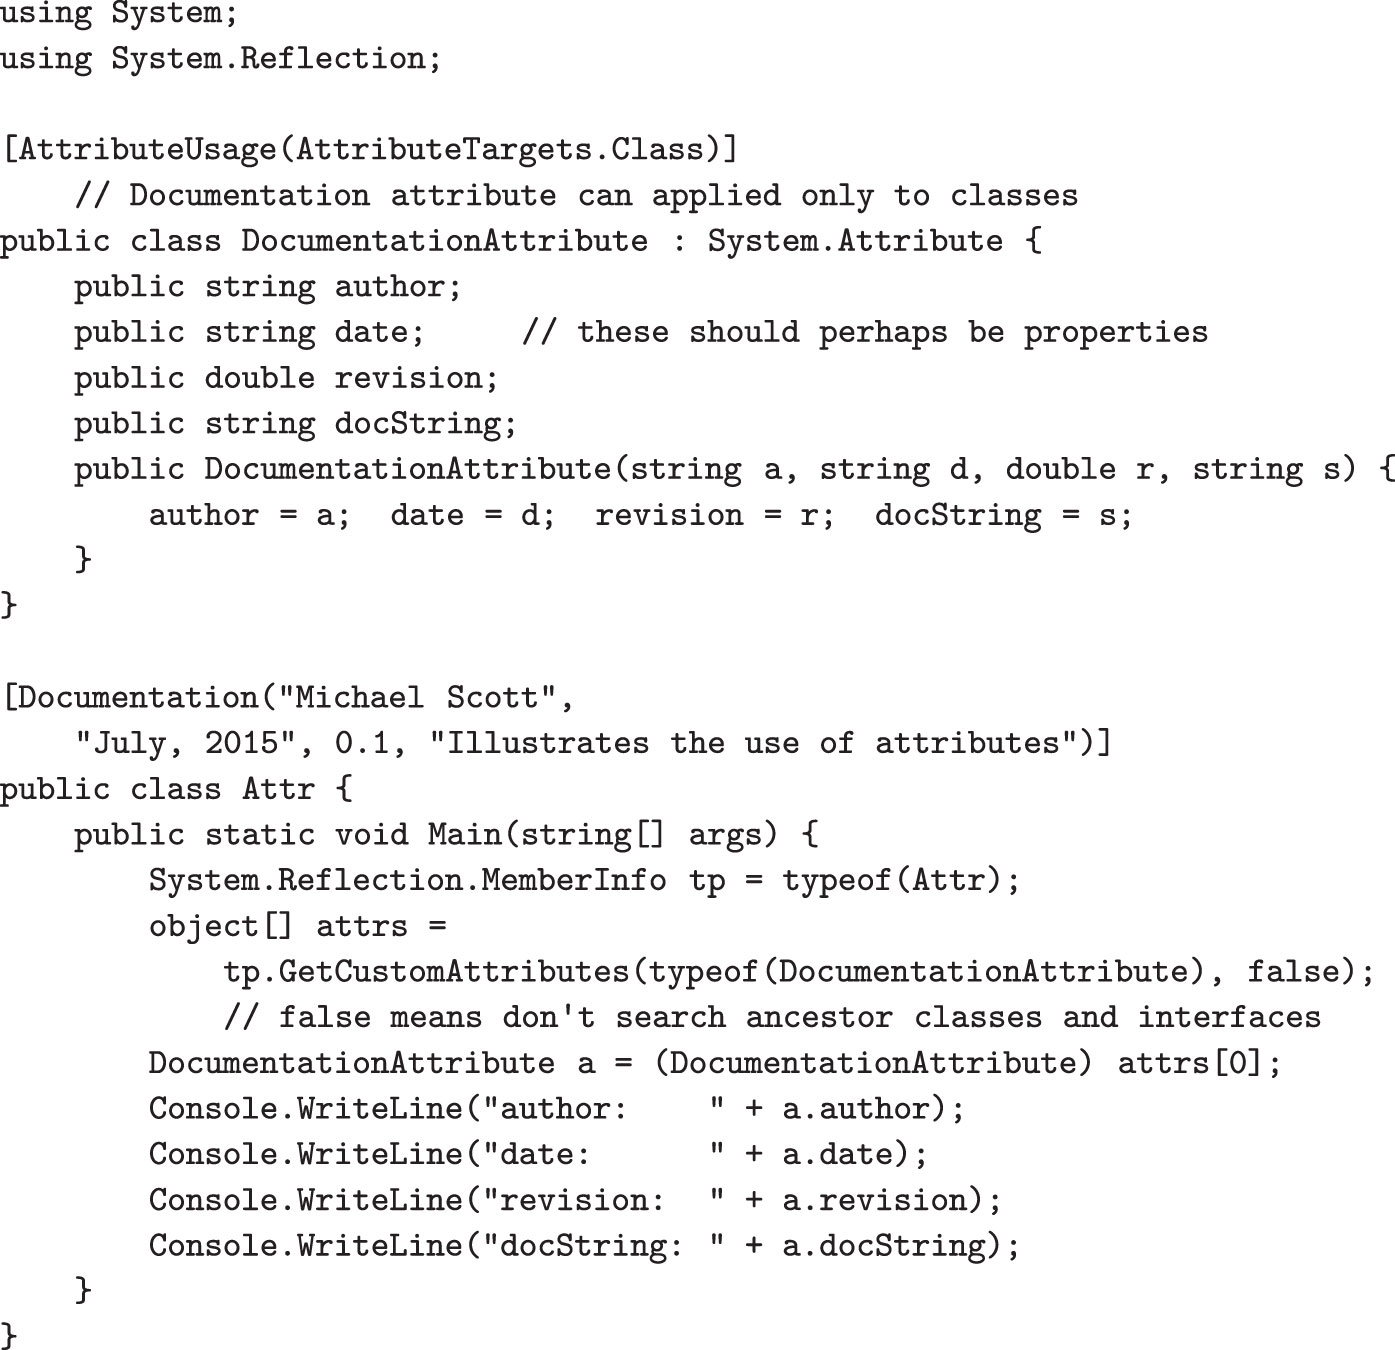 using System;
using System.Reflection;

[AttributeUsage(AttributeTargets.Class)]
    // Documentation attribute can applied only to classes
public class DocumentationAttribute : System.Attribute {
    public string author;
    public string date;     // these should perhaps be properties
    public double revision;
    public string docString;
    public DocumentationAttribute(string a, string d, double r, string s) {
        author = a;  date = d;  revision = r;  docString = s;
    }
}

[Documentation("Michael Scott",
    "July, 2015", 0.1, "Illustrates the use of attributes")]
public class Attr {
    public static void Main(string[] args) {
        System.Reflection.MemberInfo tp = typeof(Attr);
        object[] attrs =
            tp.GetCustomAttributes(typeof(DocumentationAttribute), false);
            // false means don't search ancestor classes and interfaces
        DocumentationAttribute a = (DocumentationAttribute) attrs[0];
        Console.WriteLine("author:    " + a.author);
        Console.WriteLine("date:      " + a.date);
        Console.WriteLine("revision:  " + a.revision);
        Console.WriteLine("docString: " + a.docString);
    }
}